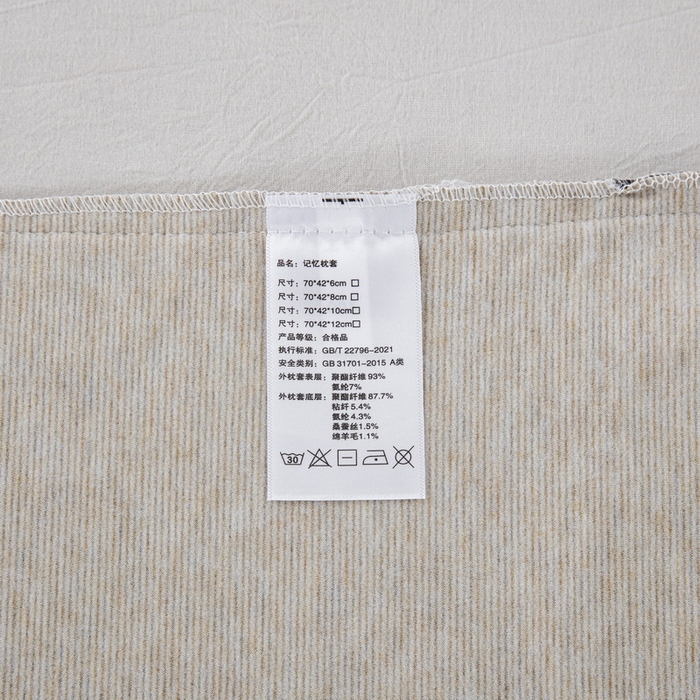 品名：记忆枕套
尺寸：70*42*6cm
尺寸：70*42*8cm
尺寸：70*42*10cm
尺寸：70*42*12cm
产品等级：合格品
执行标准：GB/T 22796-2021
安全类别：GB 31701-2015 A类
外枕套表层：聚酯纤维93%
氨纶7%
外枕套底层：聚酯纤维87.7%
粘纤5.4%
氨纶4.3%
桑蚕丝1.5%
绵羊毛1.1%
30